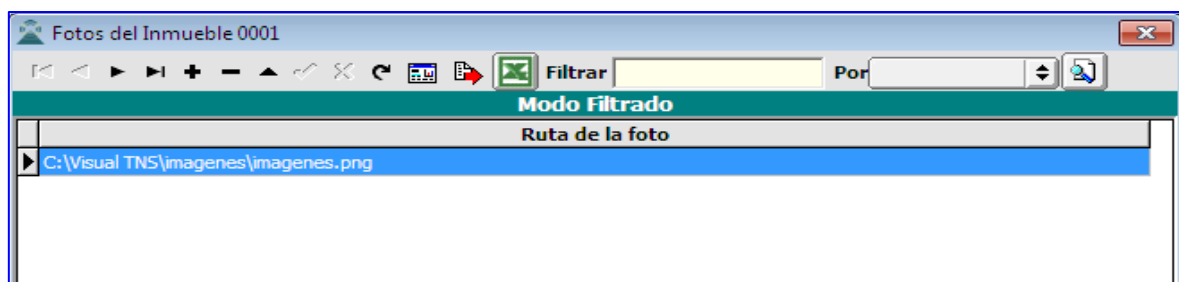 Fotos del Inmueble 0001
Filtrar Por
Modo Filtrado
Ruta de la foto
C:\Visual TNS\imagenes\imagenes.png